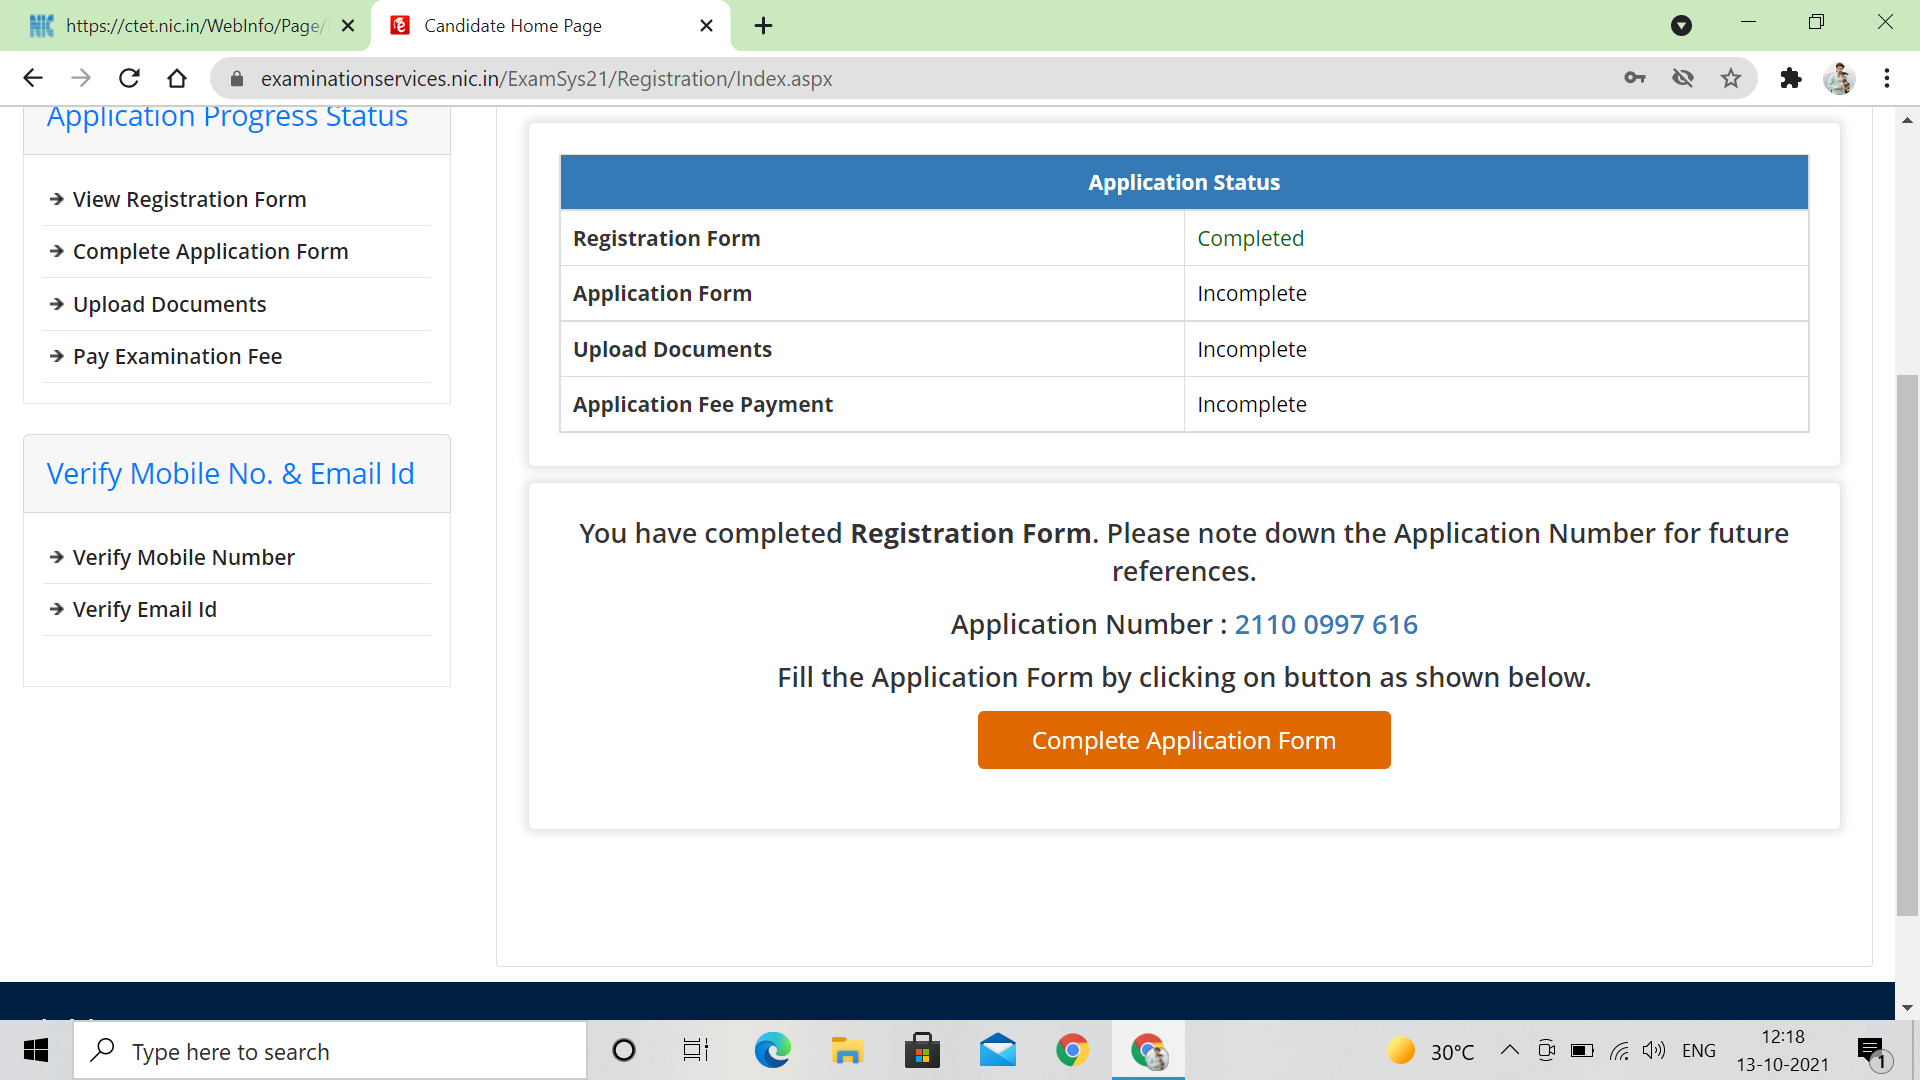 https://ctet.nic.in/WebInfo/Page/
Candidate Home Page
examinationservices.nic.in/ExamSys21/Registration/Index.aspx
Application Progress Status
View Registration Form
Complete Application Form
Upload Documents
Pay Examination Fee
Verify Mobile No. & Email Id
Verify Mobile Number
Verify Email Id
Application Status
Registration Form Completed
Application Form Incomplete
Upload Documents Incomplete
Application Fee Payment Incomplete
You have completed Registration Form. Please note down the Application Number for future
references.
Application Number : 2110 0997 616
Fill the Application Form by clicking on button as shown below.
Complete Application Form
Type here to search
30°C
ENG
12:18
13-10-2021
1